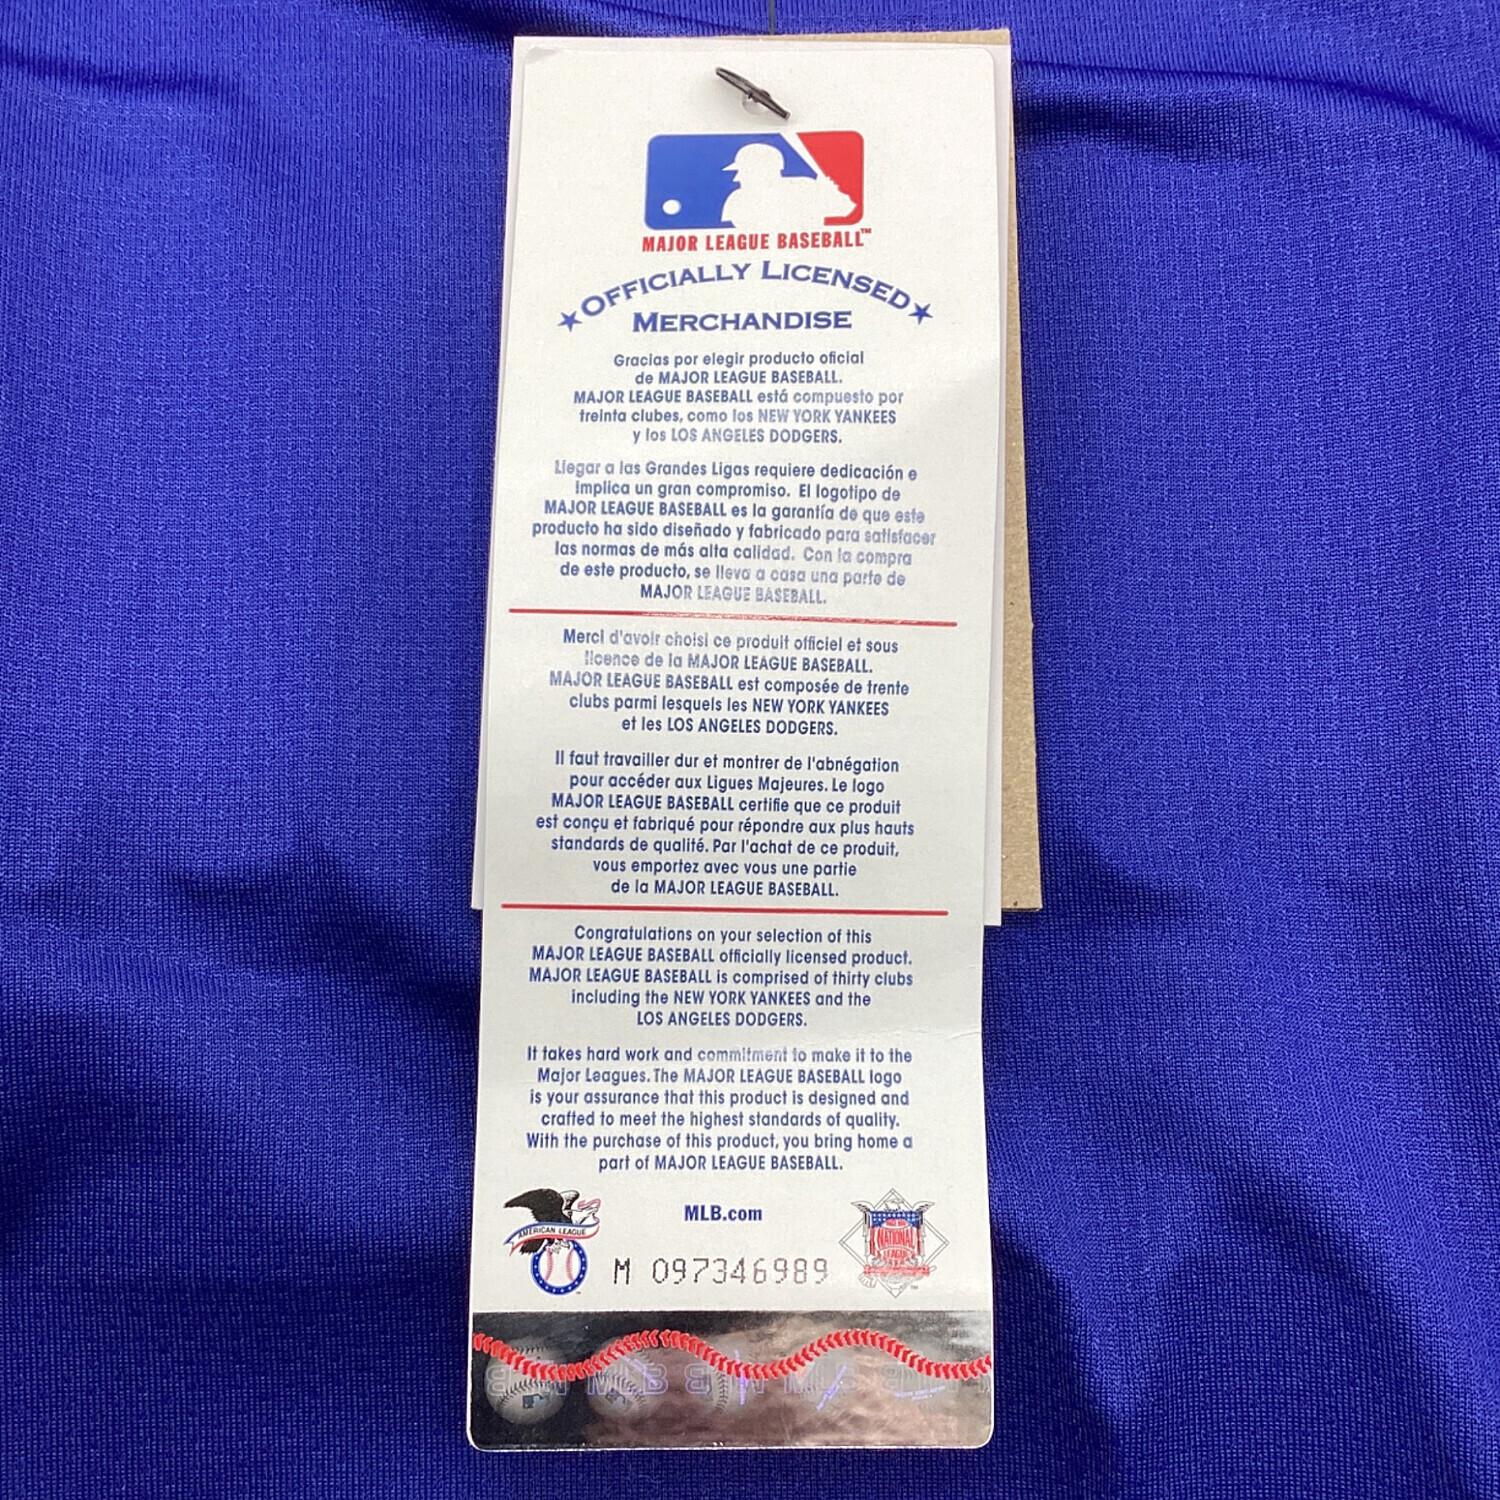 MAJOR LEAGUE BASEBALL™
★OFFICIALLY LICENSED★
MERCHANDISE
Gracias por elegir producto oficial
de MAJOR LEAGUE BASEBALL.
MAJOR LEAGUE BASEBALL está compuesto por
treinta clubes, como los NEW YORK YANKEES
y los LOS ANGELES DODGERS.
Llegar a las Grandes Ligas requiere dedicación e
implica un gran compromiso. El logotipo de
MAJOR LEAGUE BASEBALL es la garantía de que este
producto ha sido diseñado y fabricado para satisfacer
las normas de más alta calidad. Con la compra
de este producto, se lleva a casa una parte de
MAJOR LEAGUE BASEBALL.
Merci d'avoir choisi ce produit officiel et sous
licence de la MAJOR LEAGUE BASEBALL.
MAJOR LEAGUE BASEBALL est composée de trente
clubs parmi lesquels les NEW YORK YANKEES
et les LOS ANGELES DODGERS.
Il faut travailler dur et montrer de l'abnégation
pour accéder aux Ligues Majeures. Le logo
MAJOR LEAGUE BASEBALL certifie que ce produit
est conçu et fabriqué pour répondre aux plus hauts
standards de qualité. Par l'achat de ce produit,
vous emportez avec vous une partie
de la MAJOR LEAGUE BASEBALL.
Congratulations on your selection of this
MAJOR LEAGUE BASEBALL officially licensed product.
MAJOR LEAGUE BASEBALL is comprised of thirty clubs
including the NEW YORK YANKEES and the
LOS ANGELES DODGERS.
It takes hard work and commitment to make it to the
Major Leagues. The MAJOR LEAGUE BASEBALL logo
is your assurance that this product is designed and
crafted to meet the highest standards of quality.
With the purchase of this product, you bring home a
part of MAJOR LEAGUE BASEBALL.
AMERICAN LEAGUE
MLB.com
NATIONAL
LEAGUE
M 097346989
MLB